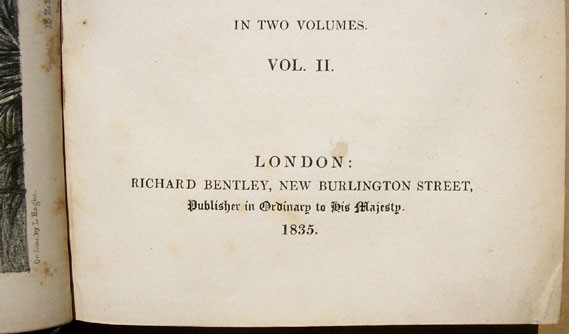 IN TWO VOLUMES.
VOL. II.
LONDON:
RICHARD BENTLEY, NEW BURLINGTON STREET,
Publisher in Ordinary to His Majesty.
1835.